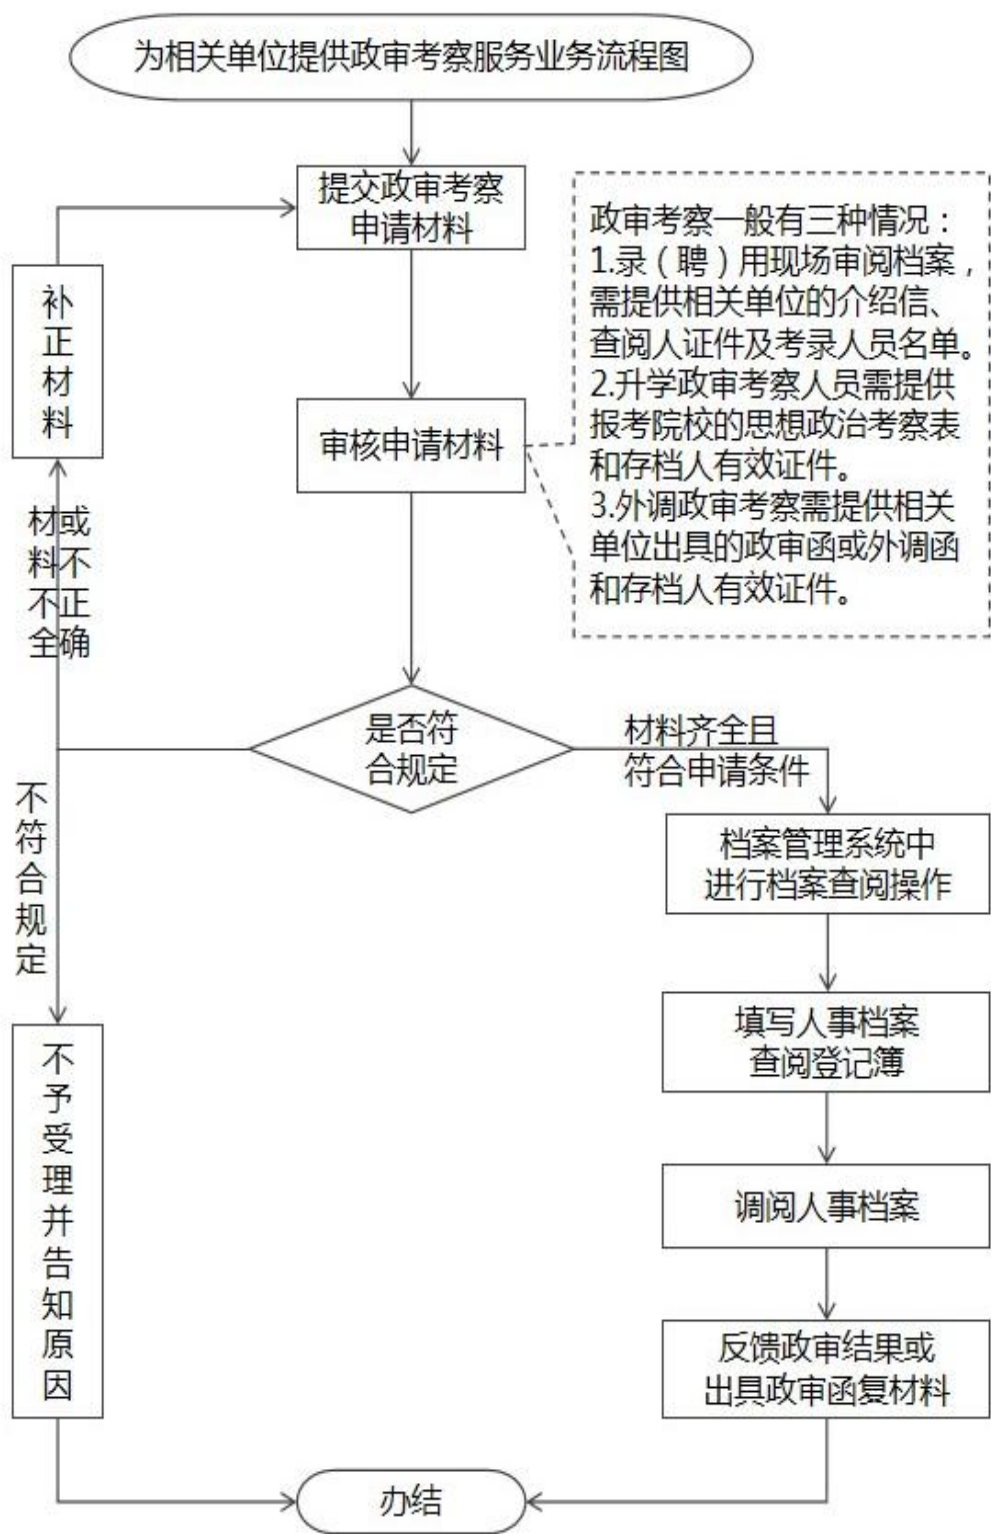 为相关单位提供政审考察服务业务流程图
提交政审考察
申请材料
政审考察一般有三种情况：
1.录（聘）用现场审阅档案，
需提供相关单位的介绍信、
查阅人证件及考录人员名单。
2.升学政审考察人员需提供
报考院校的思想政治考察表
和存档人有效证件。
3.外调政审考察需提供相关
单位出具的政审函或外调函
和存档人有效证件。
补正材料
审核申请材料
材料不全
或不正确
是否符
合规定
材料齐全且
符合申请条件
不符合规定
档案管理系统中
进行档案查阅操作
填写人事档案
查阅登记簿
调阅人事档案
不予受理并告知原因
反馈政审结果或
出具政审函复材料
办结